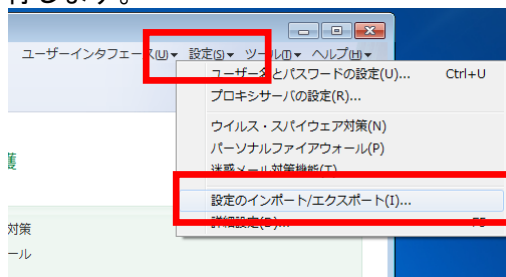 ユーザーインタフェース(U)▾ 設定(S)▾ ツール(T)▾ ヘルプ(H)▾
ユーザー名とパスワードの設定(U)... Ctrl+U
プロキシサーバの設定(R)...
ウイルス・スパイウェア対策(N)
パーソナルファイアウォール(P)
迷惑メール対策機能(T)
設定のインポート/エクスポート(I)...
詳細設定(D)... F5
対策
ール